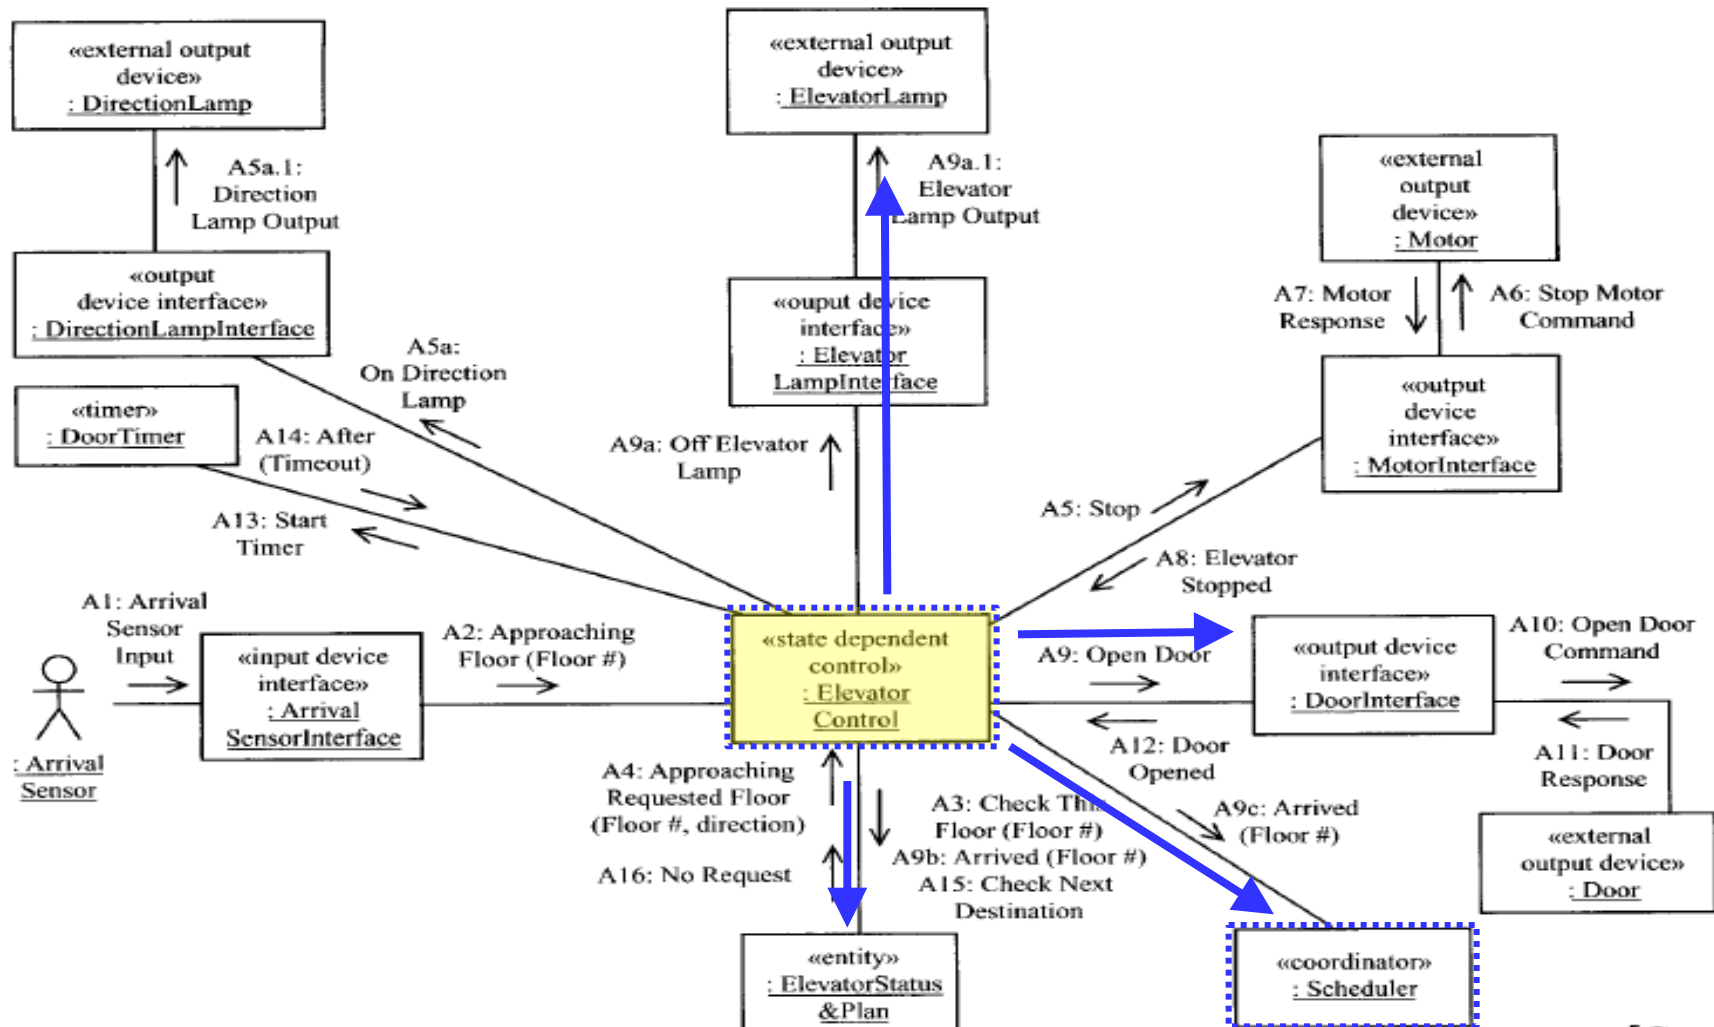 «external output
device»
: DirectionLamp
«external output
device»
: ElevatorLamp
«external
output
device»
: Motor
A5a.1:
Direction
Lamp Output
A9a.1:
Elevator
Lamp Output
A7: Motor
Response
A6: Stop Motor
Command
«output
device interface»
: DirectionLampInterface
«ouput device
interface»
: Elevator
LampInterface
«output
device
interface»
: MotorInterface
A5a:
On Direction
Lamp
«timer»
: DoorTimer
A14: After
(Timeout)
A13: Start
Timer
A9a: Off Elevator
Lamp
A5: Stop
A8: Elevator
Stopped
A1: Arrival
Sensor
Input
: Arrival
Sensor
«input device
interface»
: Arrival
SensorInterface
A2: Approaching
Floor (Floor #)
«state dependent
control»
: Elevator
Control
A9: Open Door
A12: Door
Opened
«output device
interface»
: DoorInterface
A10: Open Door
Command
A11: Door
Response
«external
output device»
: Door
A4: Approaching
Requested Floor
(Floor #, direction)
A16: No Request
A3: Check This
Floor (Floor #)
A9b: Arrived (Floor #)
A15: Check Next
Destination
A9c: Arrived
(Floor #)
«entity»
: ElevatorStatus
&Plan
«coordinator»
: Scheduler